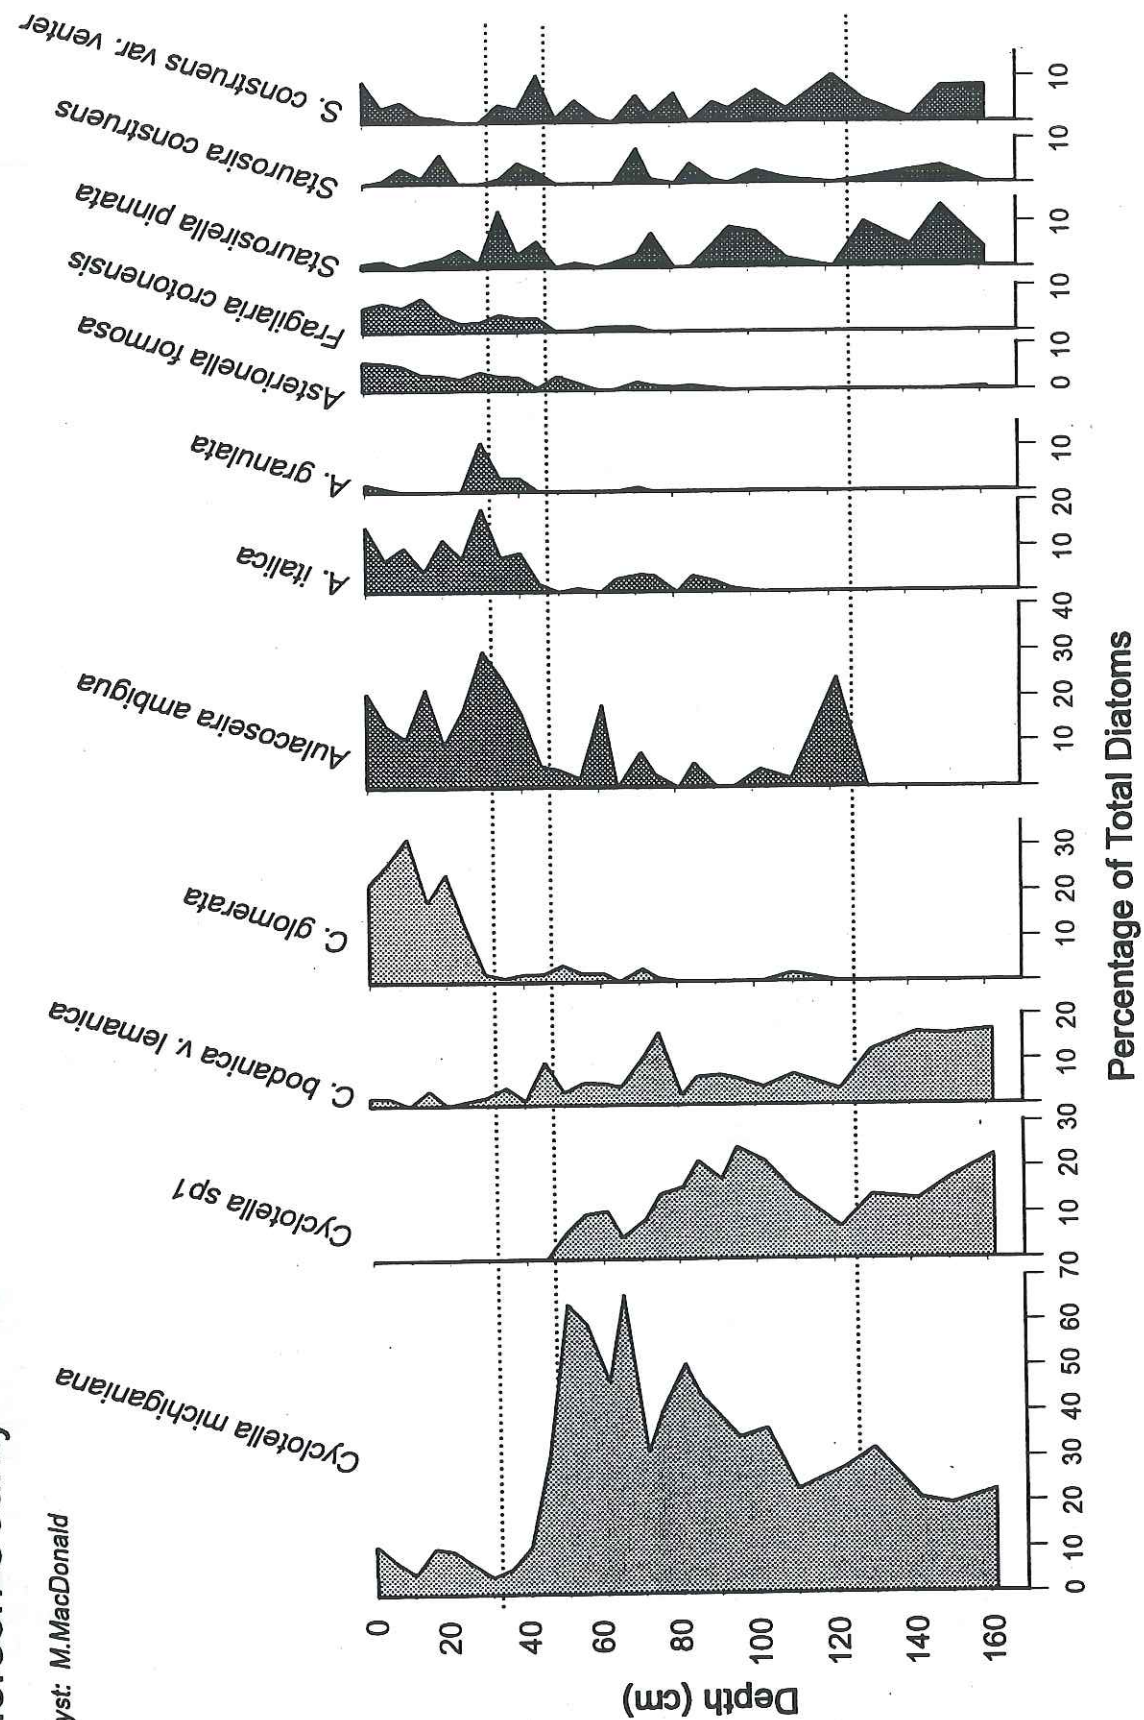 yst: M.MacDonald
Cyclotella michiganiana
Cyclotella sp1
C. bodanica v. lemanica
C. glomerata
Aulacoseira ambigua
A. italica
A. granulata
Asterionella formosa
Fragilaria crotonensis
Staurosirella pinnata
Staurosira construens
S. construens var. venter
Depth (cm)
0
20
40
60
80
100
120
140
160
0 10 20 30 40 50 60 70
10 20 30
10 20
10 20 30
10 20 30 40
10 20
10
0 10
10
10
10
10
Percentage of Total Diatoms